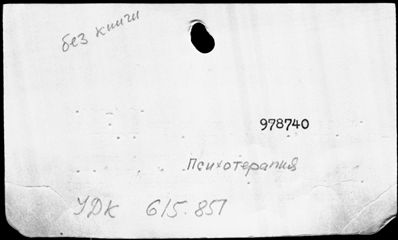 без книги
978740
Психотерапия
УДК 615.851